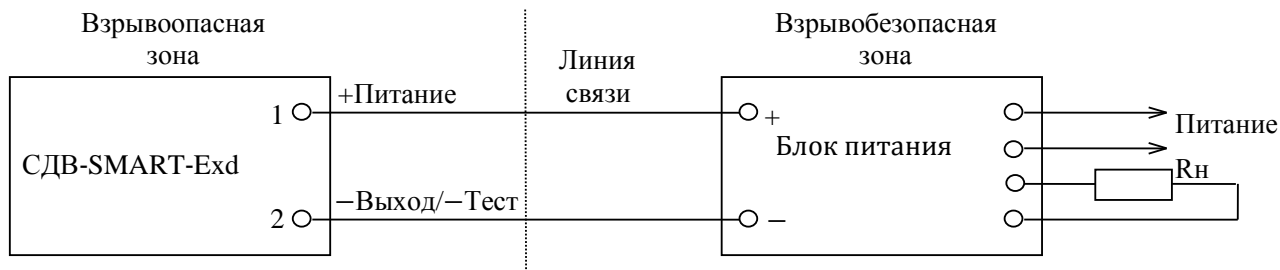 Взрывоопасная
зона
Взрывобезопасная
зона
Линия
связи
1
+Питание
+
СДВ-SMART-Exd
Блок питания
Питание
Rн
2
−Выход/−Тест
−